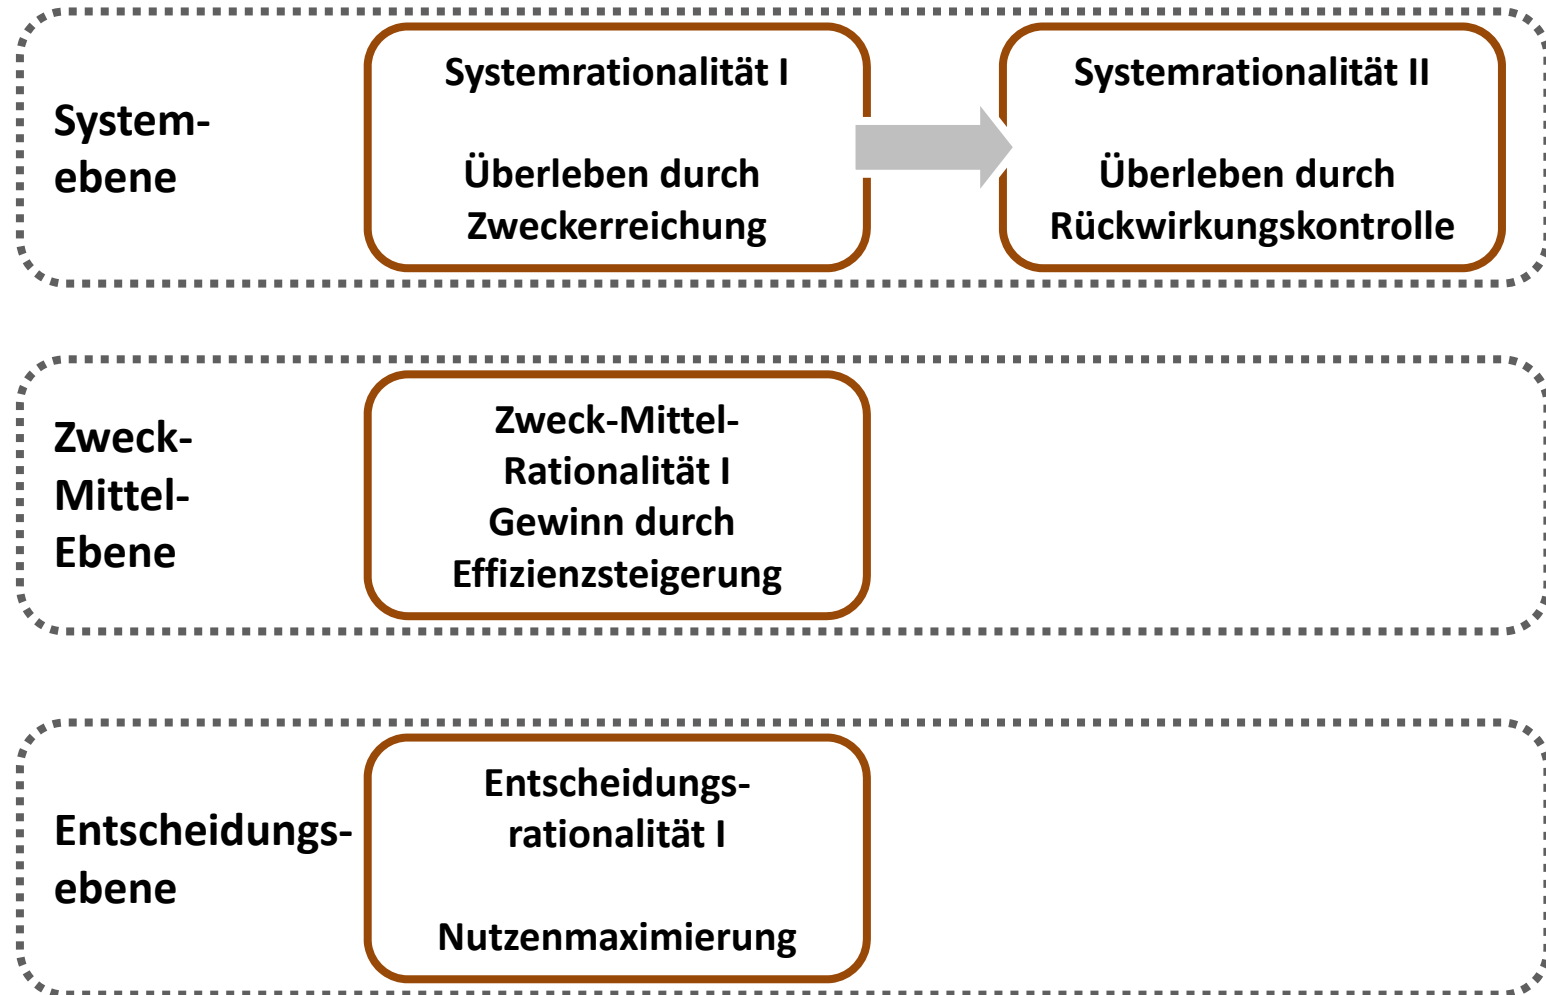 System-
ebene
Systemrationalität I
Überleben durch
Zweckerreichung
Systemrationalität II
Überleben durch
Rückwirkungskontrolle
Zweck-
Mittel-
Ebene
Zweck-Mittel-
Rationalität I
Gewinn durch
Effizienzsteigerung
Entscheidungs-
ebene
Entscheidungs-
rationalität I
Nutzenmaximierung